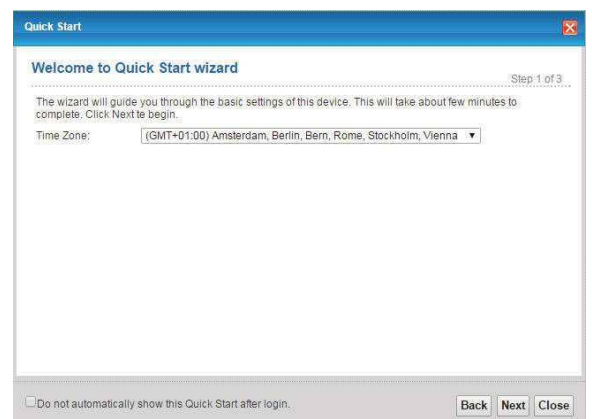 Quick Start
Welcome to Quick Start wizard
Step 1 of 3
The wizard will guide you through the basic settings of this device. This will take about few minutes to
complete. Click Next to begin.
Time Zone: (GMT+01:00) Amsterdam, Berlin, Bern, Rome, Stockholm, Vienna
Do not automatically show this Quick Start after login.
Back Next Close